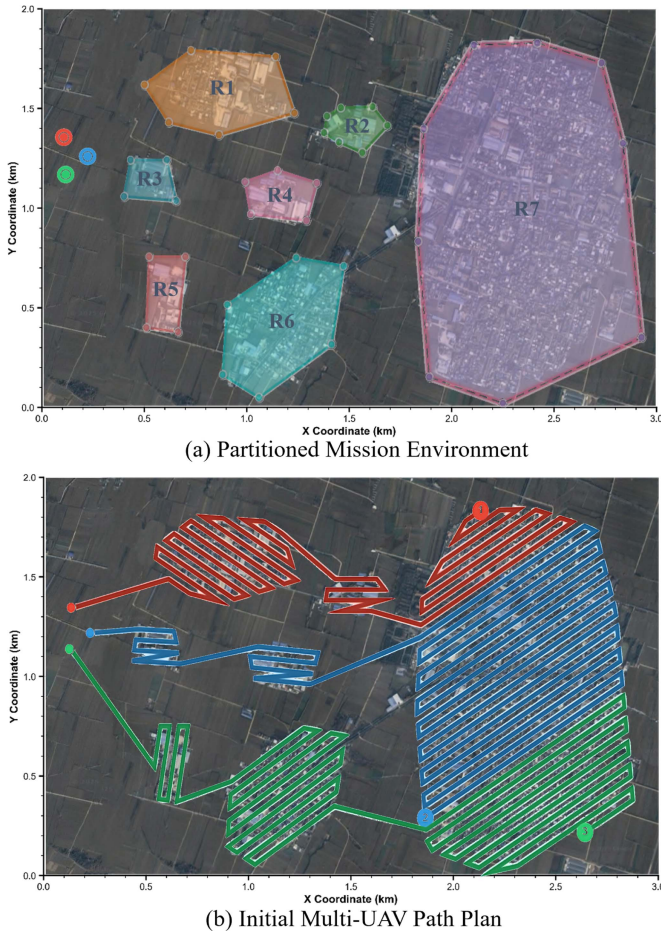 2.0
1.5
1.0
0.5
0.0
Y Coordinate (km)
R1
R2
R3
R4
R5
R6
R7
0.0 0.5 1.0 1.5 2.0 2.5 3.0
X Coordinate (km)
(a) Partitioned Mission Environment
2.0
1.5
1.0
0.5
0.0
Y Coordinate (km)
0.0 0.5 1.0 1.5 2.0 2.5 3.0
X Coordinate (km)
(b) Initial Multi-UAV Path Plan